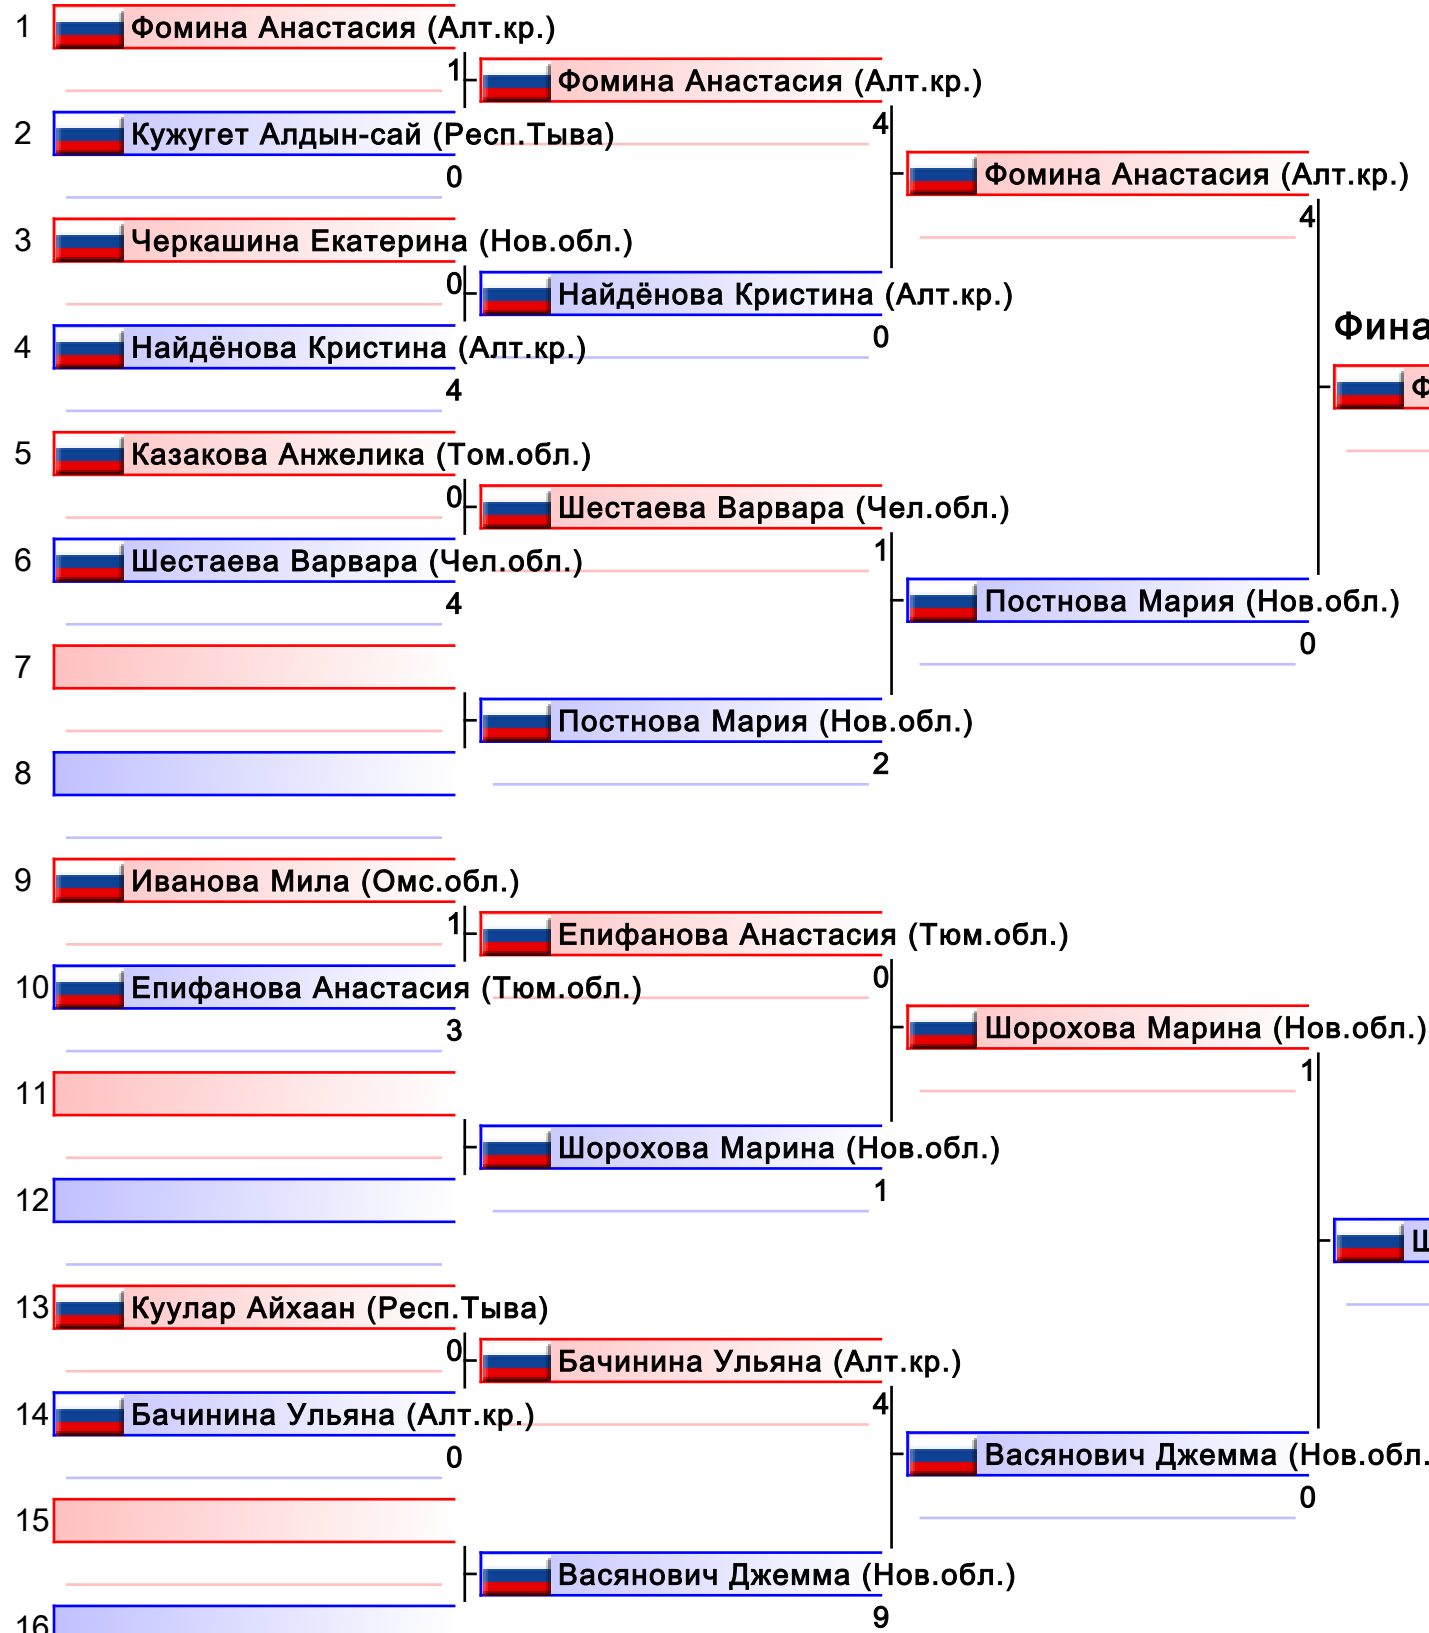 1 Фомина Анастасия (Алт.кр.)
1 Фомина Анастасия (Алт.кр.)
4
2 Кужугет Алдын-сай (Респ.Тыва)
0
Фомина Анастасия (Алт.кр.)
4
3 Черкашина Екатерина (Нов.обл.)
0 Найдёнова Кристина (Алт.кр.)
0
4 Найдёнова Кристина (Алт.кр.)
4
Фина
Ф
5 Казакова Анжелика (Том.обл.)
0 Шестаева Варвара (Чел.обл.)
1
6 Шестаева Варвара (Чел.обл.)
4
Постнова Мария (Нов.обл.)
0
7
Постнова Мария (Нов.обл.)
2
8
9 Иванова Мила (Омс.обл.)
1 Епифанова Анастасия (Тюм.обл.)
0
10 Епифанова Анастасия (Тюм.обл.)
3
Шорохова Марина (Нов.обл.)
1
11
Шорохова Марина (Нов.обл.)
1
12
Ш
13 Куулар Айхаан (Респ.Тыва)
0 Бачинина Ульяна (Алт.кр.)
4
14 Бачинина Ульяна (Алт.кр.)
0
Васянович Джемма (Нов.обл.
0
15
Васянович Джемма (Нов.обл.)
9
16